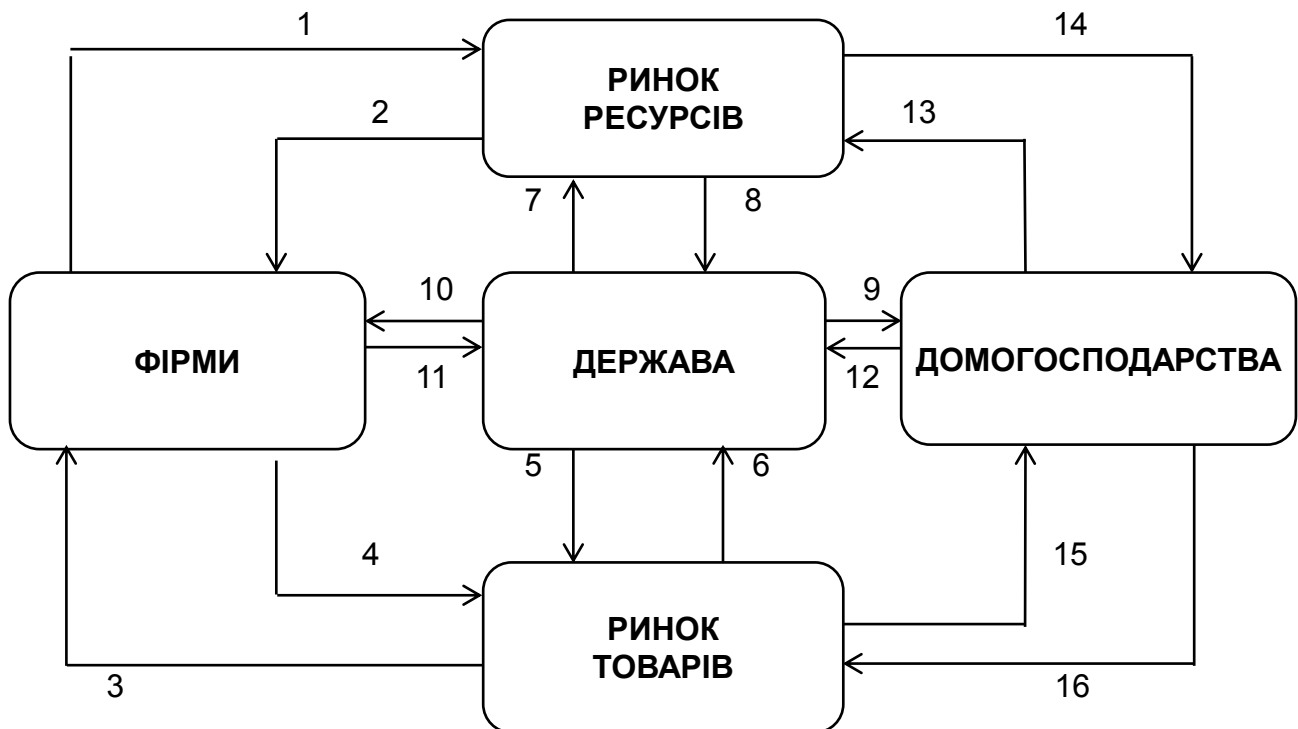 1
14
РИНОК
РЕСУРСІВ
2
13
7
8
10
9
ФІРМИ
ДЕРЖАВА
ДОМОГОСПОДАРСТВА
11
12
5
6
4
15
РИНОК
ТОВАРІВ
3
16